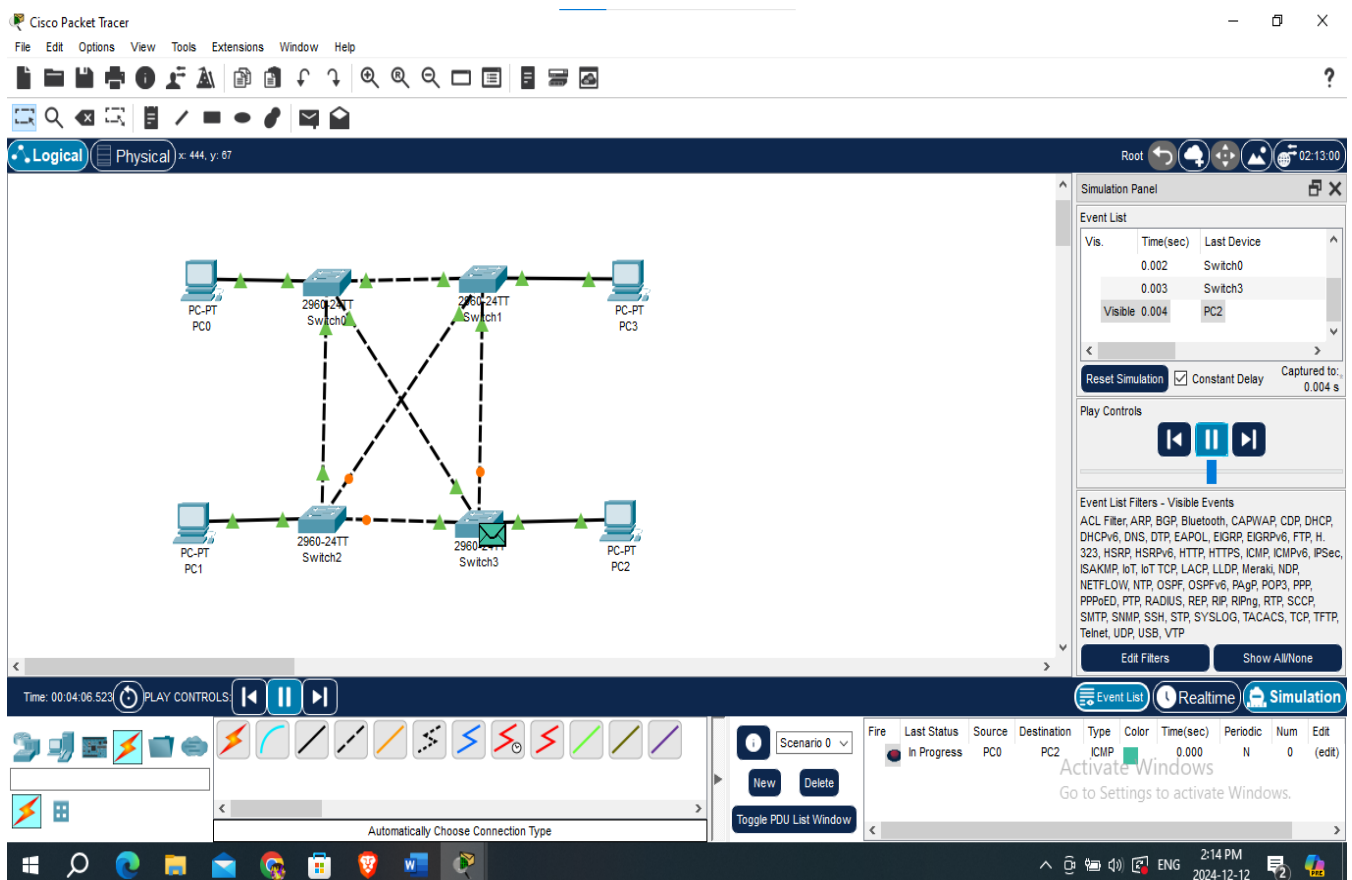 Cisco Packet Tracer
File Edit Options View Tools Extensions Window Help
?
Logical Physical x: 444, y: 67 Root 02:13:00
Simulation Panel
Event List
Vis. Time(sec) Last Device
0.002 Switch0
0.003 Switch3
Visible 0.004 PC2
Reset Simulation Constant Delay Captured to:
0.004 s
Play Controls
Event List Filters - Visible Events
ACL Filter, ARP, BGP, Bluetooth, CAPWAP, CDP, DHCP,
DHCPv6, DNS, DTP, EAPOL, EIGRP, EIGRPv6, FTP, H.
323, HSRP, HSRPv6, HTTP, HTTPS, ICMP, ICMPv6, IPSec,
ISAKMP, IoT, IoT TCP, LACP, LLDP, Meraki, NDP,
NETFLOW, NTP, OSPF, OSPFv6, PAgP, POP3, PPP,
PPPoED, PTP, RADIUS, REP, RIP, RIPng, RTP, SCCP,
SMTP, SNMP, SSH, STP, SYSLOG, TACACS, TCP, TFTP,
Telnet, UDP, USB, VTP
Edit Filters Show All/None
PC-PT
PC0
2960-24TT
Switch0
2960-24TT
Switch1
PC-PT
PC3
PC-PT
PC1
2960-24TT
Switch2
2960-24TT
Switch3
PC-PT
PC2
Time: 00:04:06.523 PLAY CONTROLS:
Event List Realtime Simulation
Automatically Choose Connection Type
Scenario 0
New Delete
Toggle PDU List Window
Fire Last Status Source Destination Type Color Time(sec) Periodic Num Edit
In Progress PC0 PC2 ICMP 0.000 N 0 (edit)
Activate Windows
Go to Settings to activate Windows.
ENG 2:14 PM
2024-12-12 2
PRE